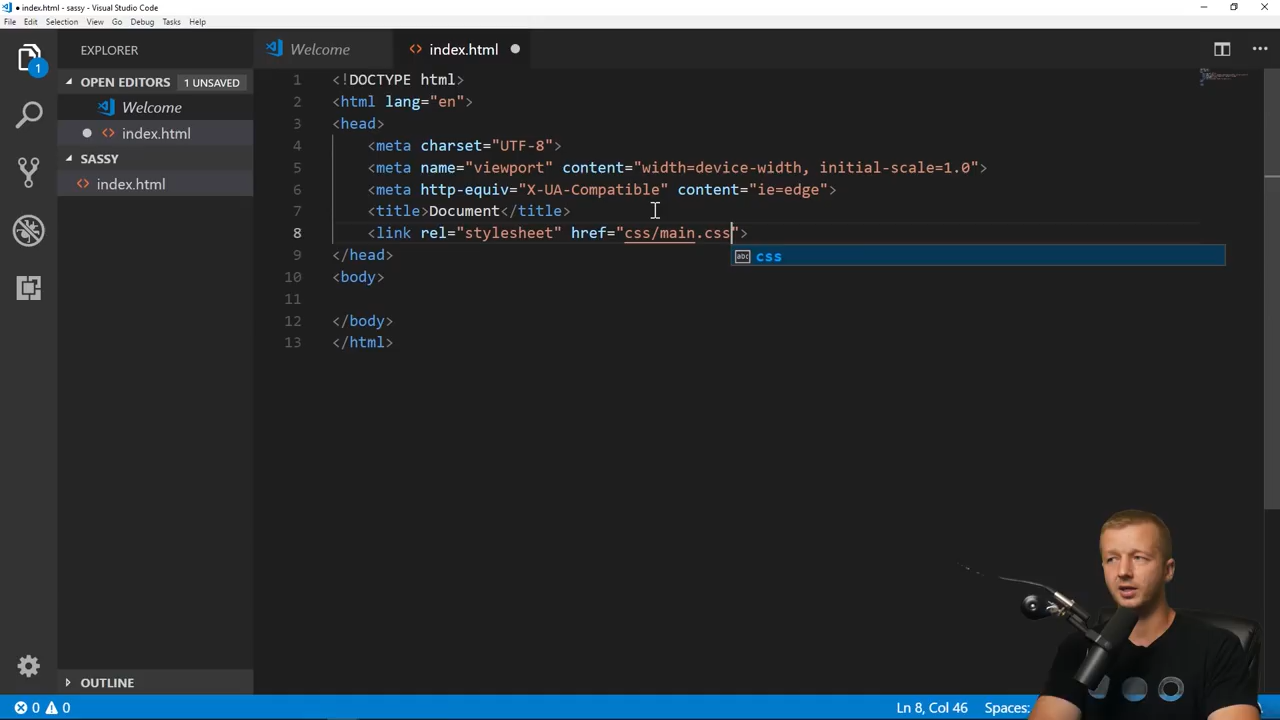 ● index.html - sassy - Visual Studio Code
File Edit Selection View Go Debug Tasks Help
EXPLORER
Welcome
<> index.html ●
OPEN EDITORS 1 UNSAVED
Welcome
● <> index.html
SASSY
<> index.html
OUTLINE
1
1 <!DOCTYPE html>
2 <html lang="en">
3 <head>
4 <meta charset="UTF-8">
5 <meta name="viewport" content="width=device-width, initial-scale=1.0">
6 <meta http-equiv="X-UA-Compatible" content="ie=edge">
7 <title>Document</title>
8 <link rel="stylesheet" href="css/main.css">
abc css
9 </head>
10 <body>
11
12 </body>
13 </html>
0 0
Ln 8, Col 46 Spaces: